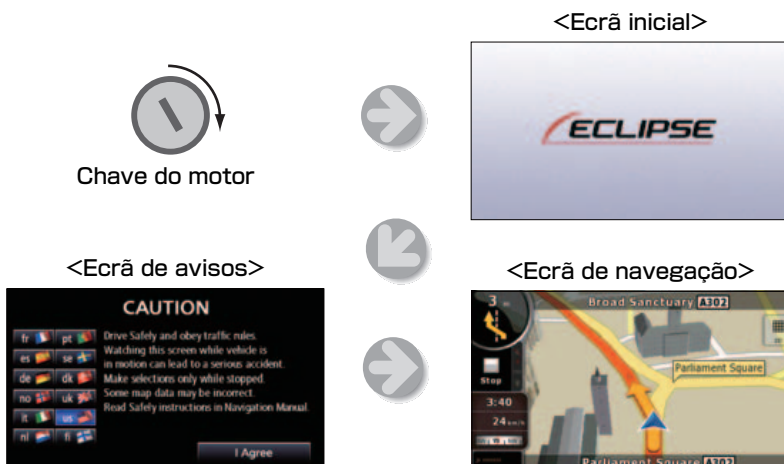 <Ecrã inicial>
ECLIPSE
Chave do motor
<Ecrã de avisos>
CAUTION
fr pt
es se
de dk
no uk
it us
nl fi
Drive Safely and obey traffic rules.
Watching this screen while vehicle is
in motion can lead to a serious accident.
Make selections only while stopped.
Some map data may be incorrect.
Read Safely instructions in Navigation Manual.
I Agree
<Ecrã de navegação>
3
Broad Sanctuary A302
Parliament Square
Stop
3:40
24 km/h
Parliament Square A302